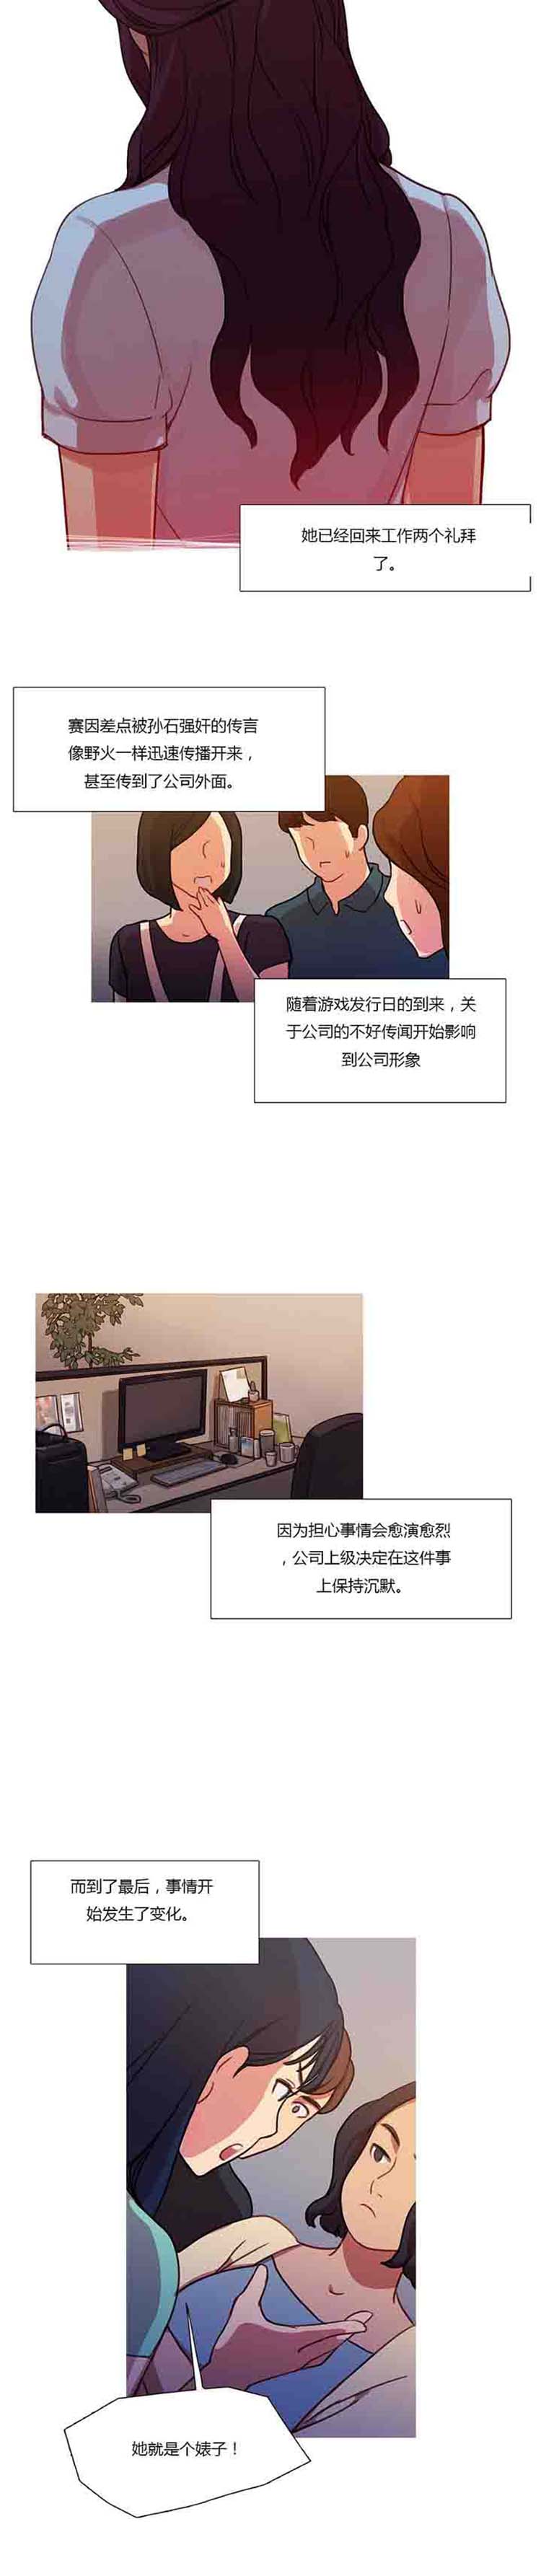 她已经回来工作两个礼拜
了。
赛因差点被孙石强奸的传言
像野火一样迅速传播开来，
甚至传到了公司外面。
随着游戏发行日的到来，关
于公司的不好传闻开始影响
到公司形象
因为担心事情会愈演愈烈
，公司上级决定在这件事
上保持沉默。
而到了最后，事情开
始发生了变化。
她就是个婊子！